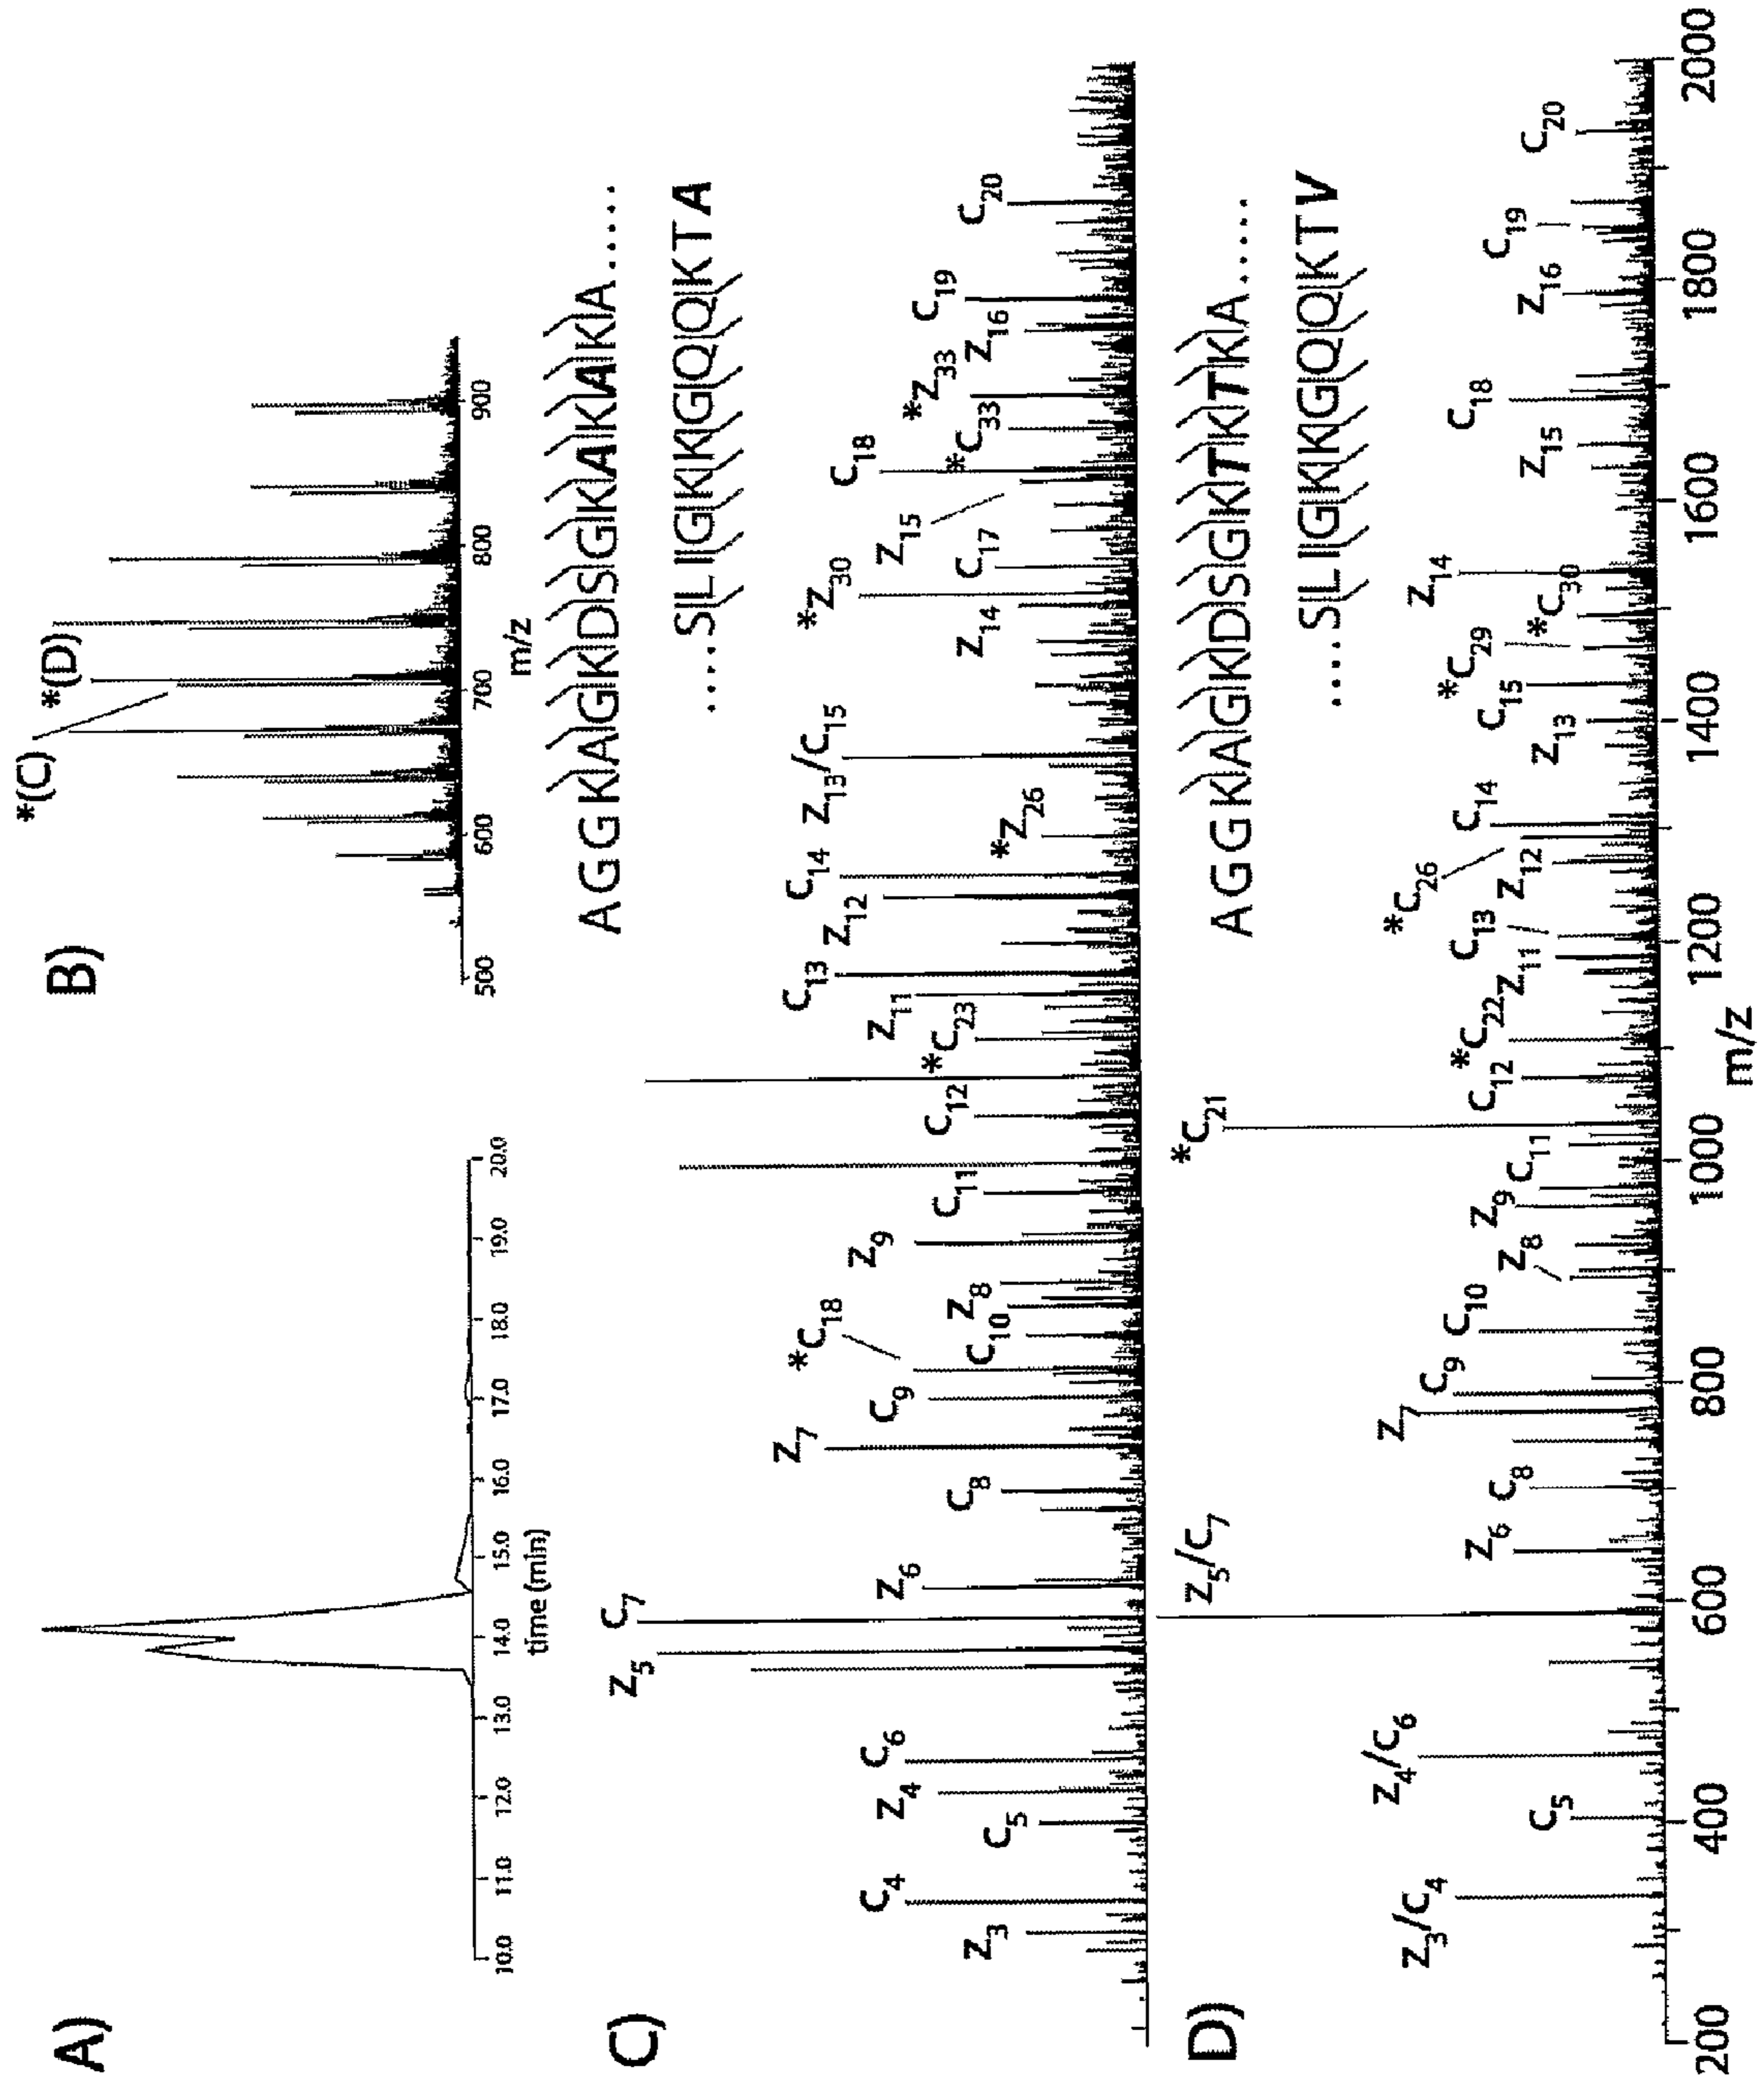 A)
10.0 11.0 12.0 13.0 14.0 15.0 16.0 17.0 18.0 19.0 20.0
time (min)
B)
*(C)
*(D)
500 600 700 800 900
m/z
C)
AGGK|A|G|K|D|S|G|K|A|K|A|K|A.....
.....S|L|I|G|K|K|G|Q|Q|KTA
Z3 C4 C5 Z4 C6 Z5 C7 Z6 C8 Z7 C9 *C18 C10 Z8 Z9 C11 C12 *C23 Z11 C13 Z12 C14 *Z26 Z13/C15 Z14 *Z30 C17 Z15 C18 *C33 *Z33 Z16 C19 C20
D)
AGGK|A|G|K|D|S|G|K|T|K|T|K|A.....
.....S|L|I|G|K|K|G|Q|Q|KTV
Z3/C4 C5 Z4/C6 Z5/C7 Z6 C8 Z7 C9 C10 Z8 Z9 C11 *C21 C12 *C22 Z11 C13 *C26 Z12 C14 Z13 C15 *C29 *C30 Z14 Z15 C18 Z16 C19 C20
200 400 600 800 1000 1200 1400 1600 1800 2000
m/z